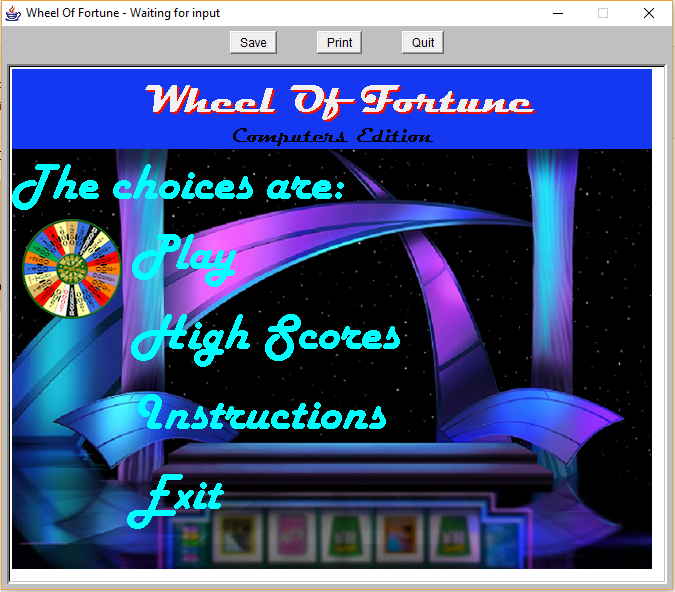 Wheel Of Fortune - Waiting for input
Save Print Quit
Wheel Of Fortune
Computers Edition
The choices are:
Play
High Scores
Instructions
Exit